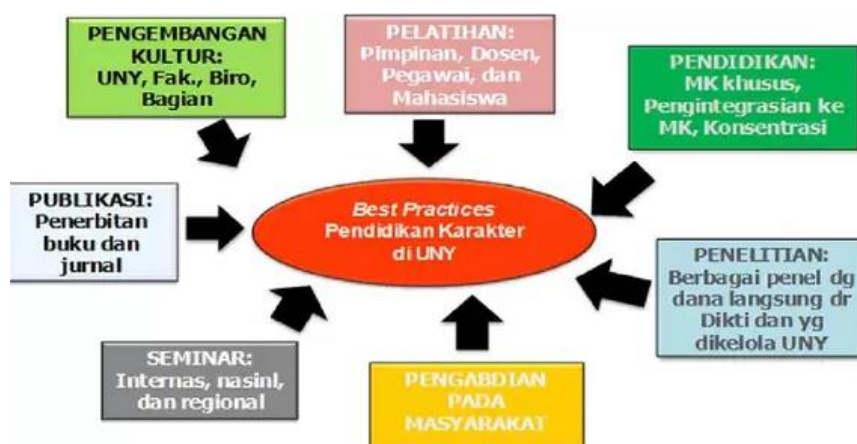 PENGEMBANGAN
KULTUR:
UNY, Fak., Biro,
Bagian
PELATIHAN:
Pimpinan, Dosen,
Pegawai, dan
Mahasiswa
PENDIDIKAN:
MK khusus,
Pengintegrasian ke
MK, Konsentrasi
PUBLIKASI:
Penerbitan
buku dan
jurnal
Best Practices
Pendidikan Karakter
di UNY
PENELITIAN:
Berbagai penel dg
dana langsung dr
Dikti dan yg
dikelola UNY
SEMINAR:
Internas, nasinl,
dan regional
PENGABDIAN
PADA
MASYARAKAT